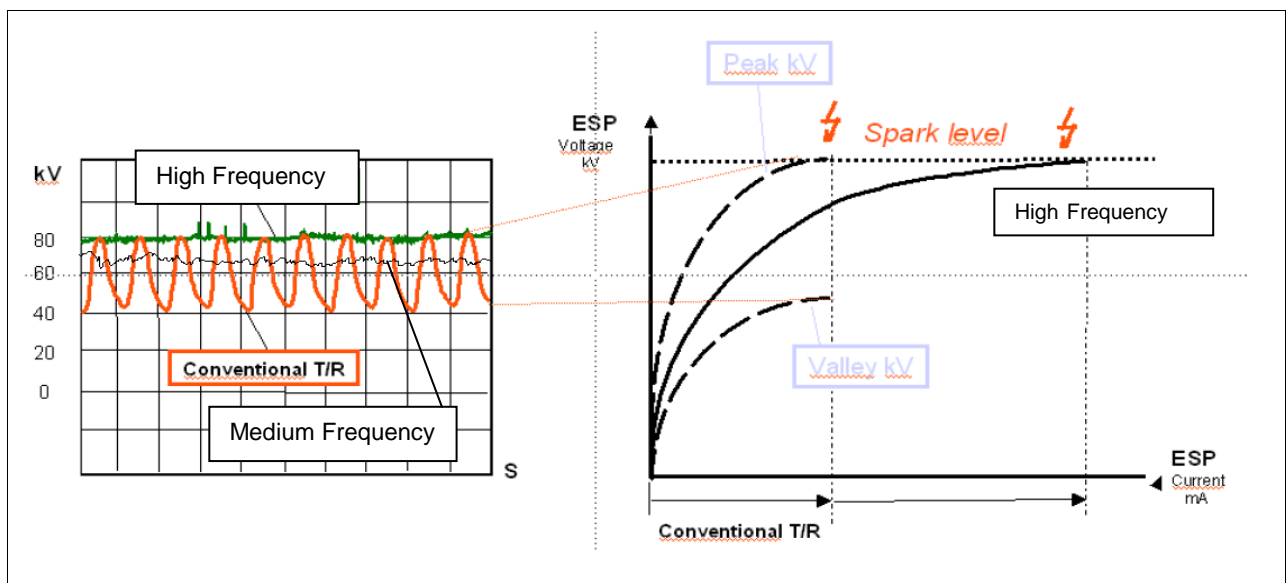 kV
High Frequency
80
60
40
20
0
Conventional T/R
Medium Frequency
S
Peak kV
ESP
Voltage
kV
Spark level
High Frequency
Valley kV
ESP
Current
mA
Conventional T/R